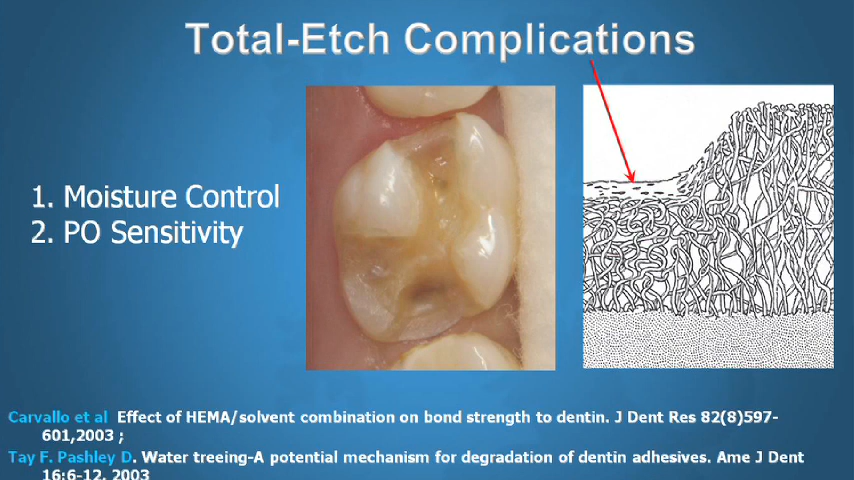 Total-Etch Complications
1. Moisture Control
2. PO Sensitivity
Carvallo et al Effect of HEMA/solvent combination on bond strength to dentin. J Dent Res 82(8)597-
601,2003 ;
Tay F. Pashley D. Water treeing-A potential mechanism for degradation of dentin adhesives. Ame J Dent
16:6-12, 2003